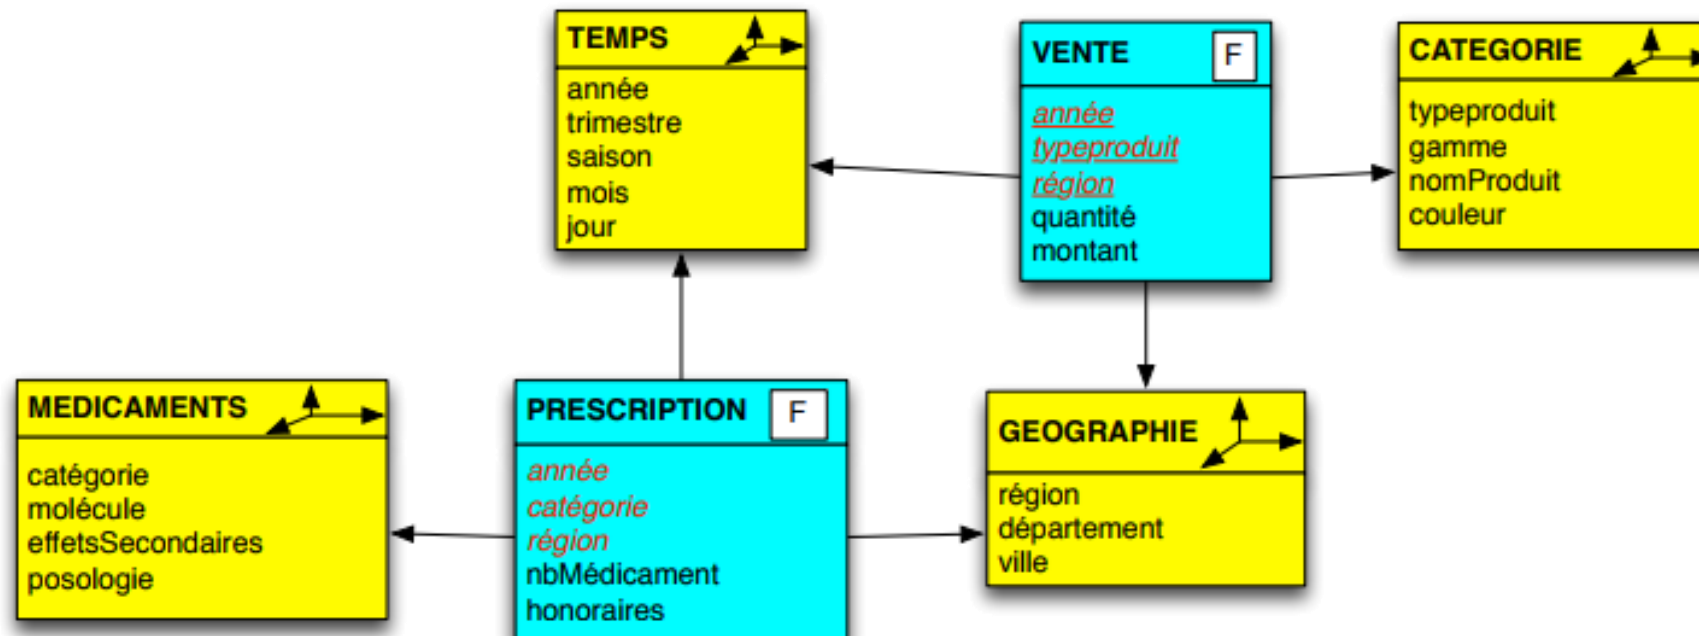 TEMPS
année
trimestre
saison
mois
jour
VENTE F
année
typeproduit
région
quantité
montant
CATEGORIE
typeproduit
gamme
nomProduit
couleur
MEDICAMENTS
catégorie
molécule
effetsSecondaires
posologie
PRESCRIPTION F
année
catégorie
région
nbMédicament
honoraires
GEOGRAPHIE
région
département
ville